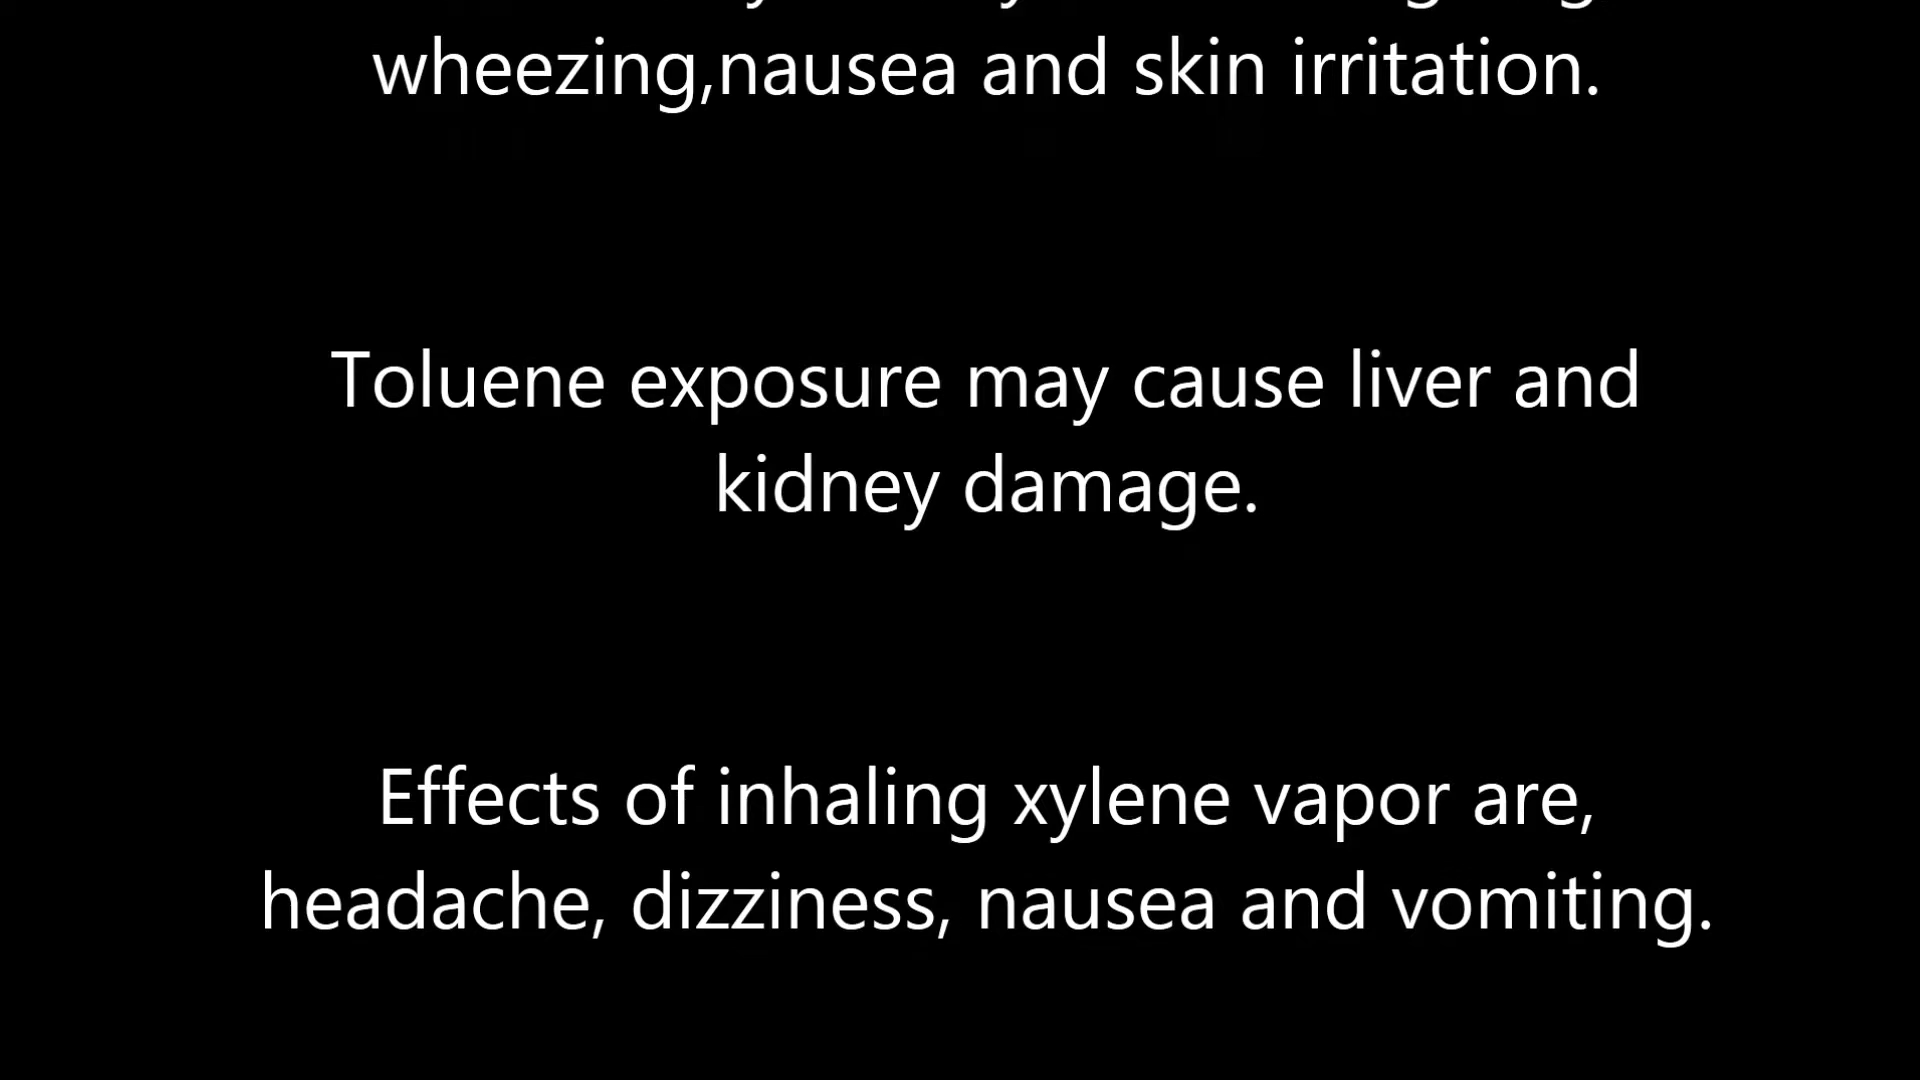 wheezing,nausea and skin irritation.
Toluene exposure may cause liver and
kidney damage.
Effects of inhaling xylene vapor are,
headache, dizziness, nausea and vomiting.